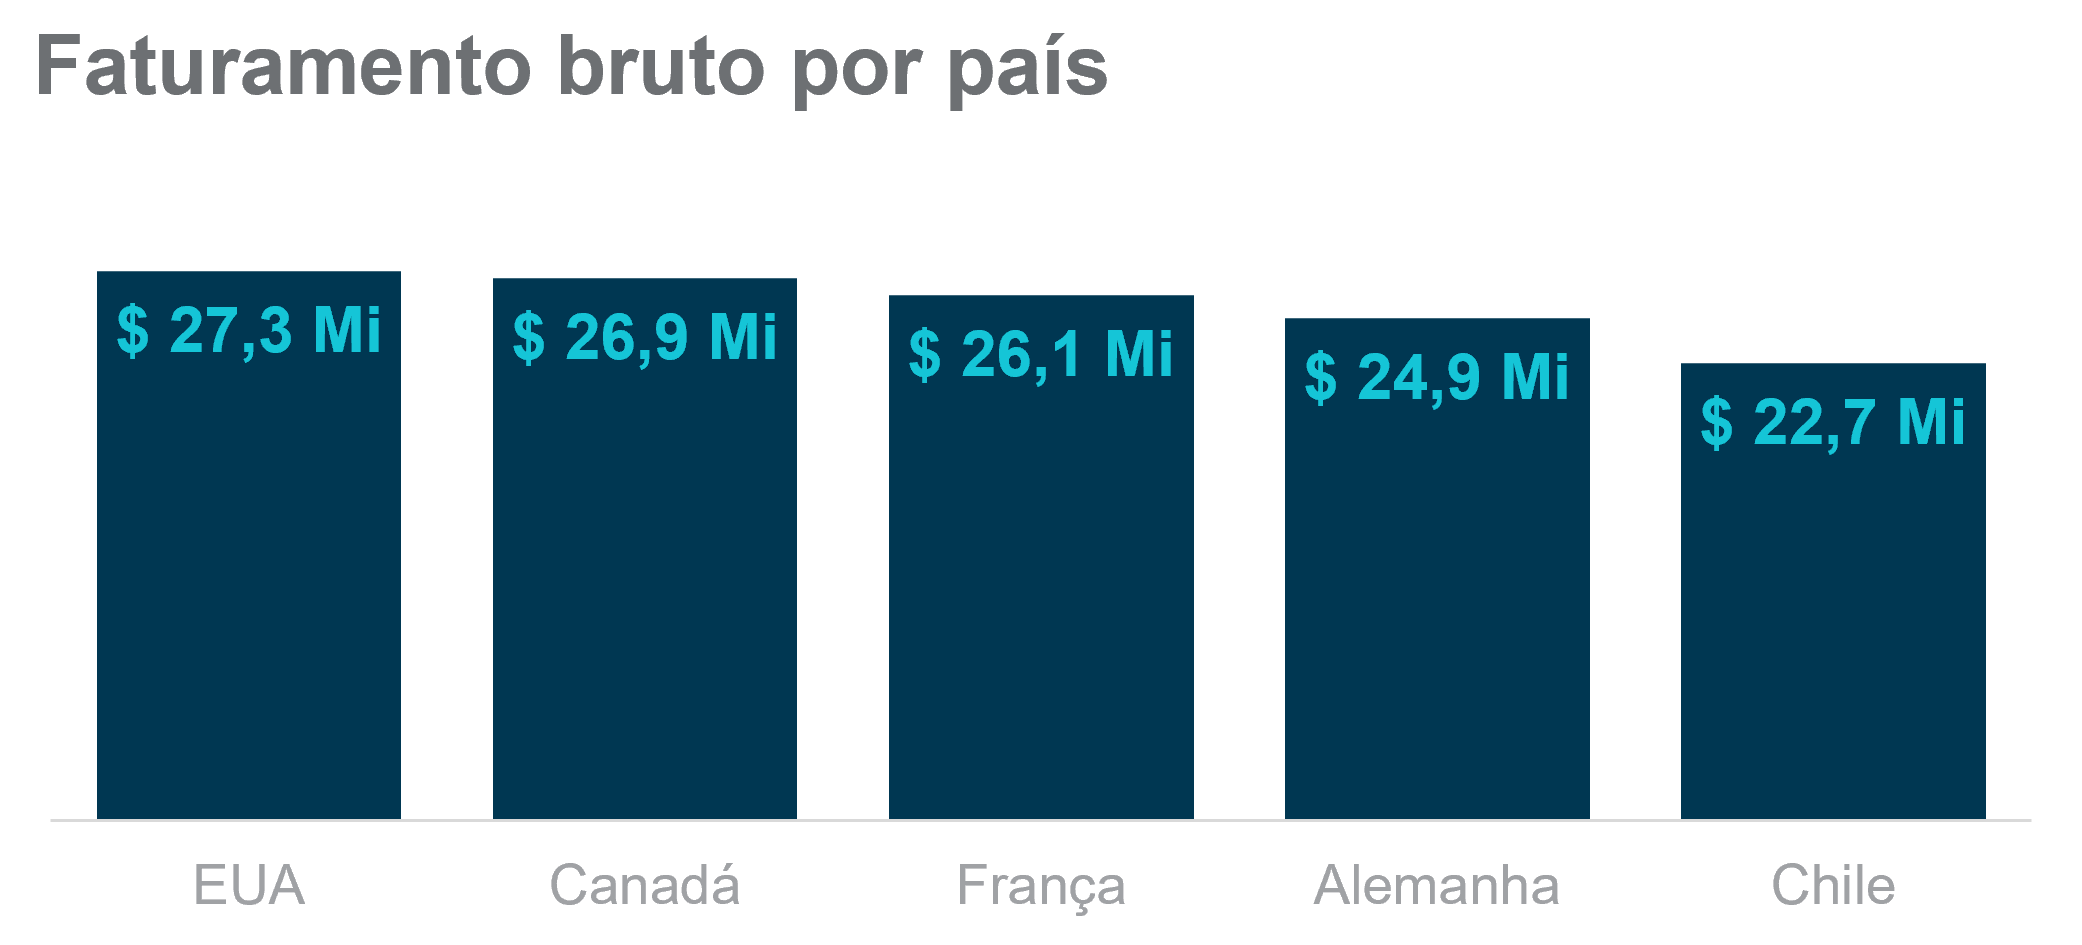 Faturamento bruto por país
$ 27,3 Mi
$ 26,9 Mi
$ 26,1 Mi
$ 24,9 Mi
$ 22,7 Mi
EUA
Canadá
França
Alemanha
Chile